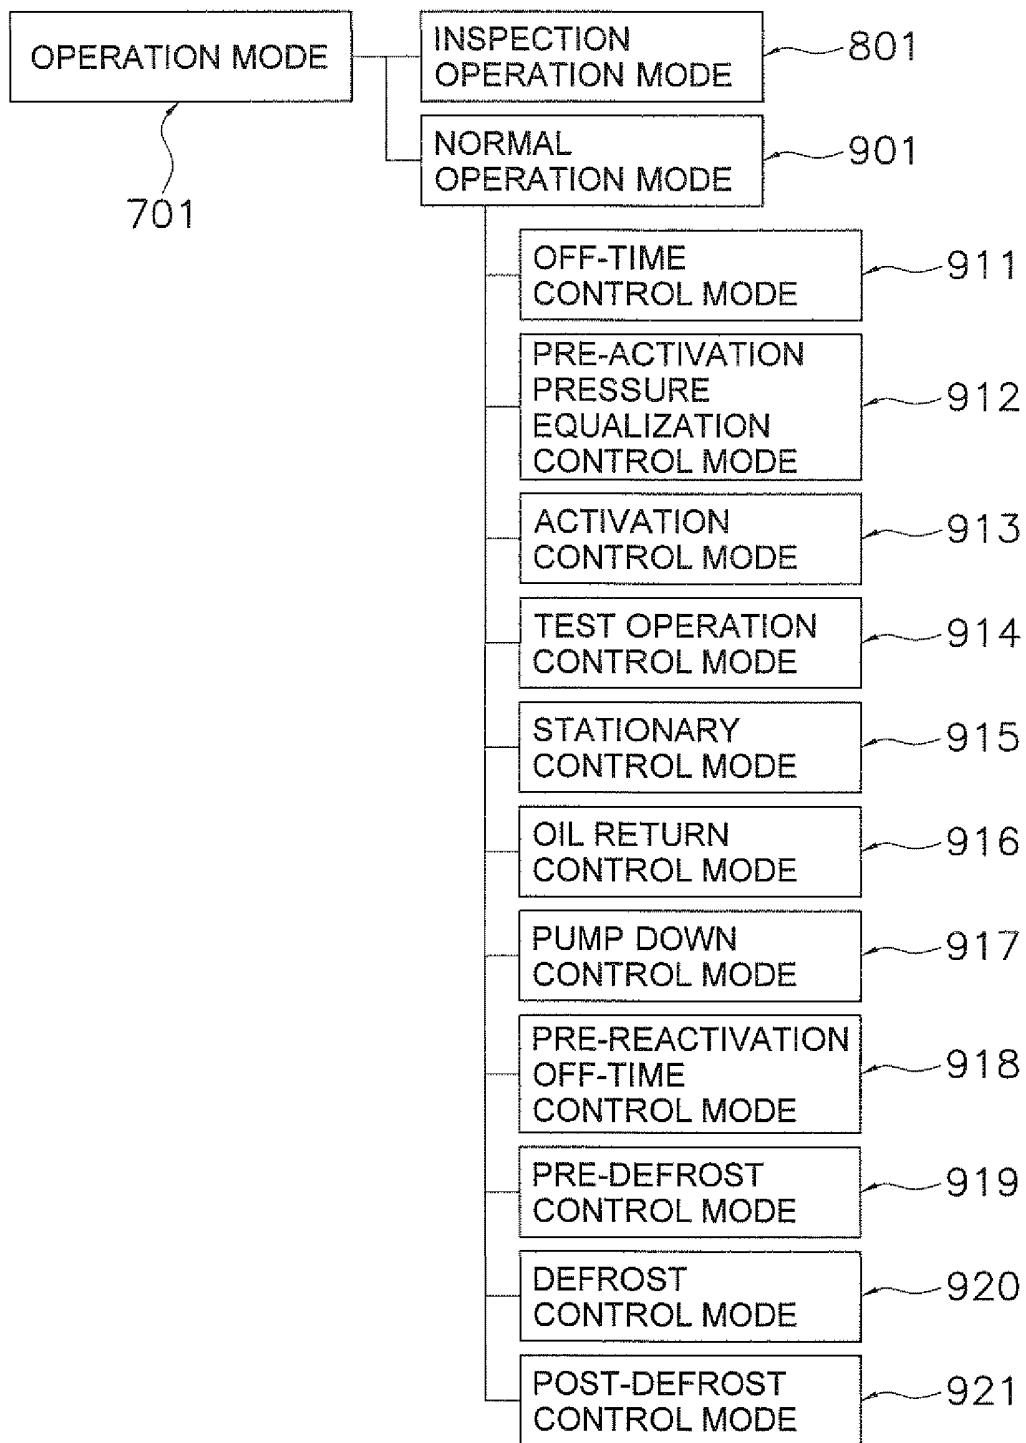 OPERATION MODE
701
INSPECTION
OPERATION MODE
801
NORMAL
OPERATION MODE
901
OFF-TIME
CONTROL MODE
911
PRE-ACTIVATION
PRESSURE
EQUALIZATION
CONTROL MODE
912
ACTIVATION
CONTROL MODE
913
TEST OPERATION
CONTROL MODE
914
STATIONARY
CONTROL MODE
915
OIL RETURN
CONTROL MODE
916
PUMP DOWN
CONTROL MODE
917
PRE-REACTIVATION
OFF-TIME
CONTROL MODE
918
PRE-DEFROST
CONTROL MODE
919
DEFROST
CONTROL MODE
920
POST-DEFROST
CONTROL MODE
921